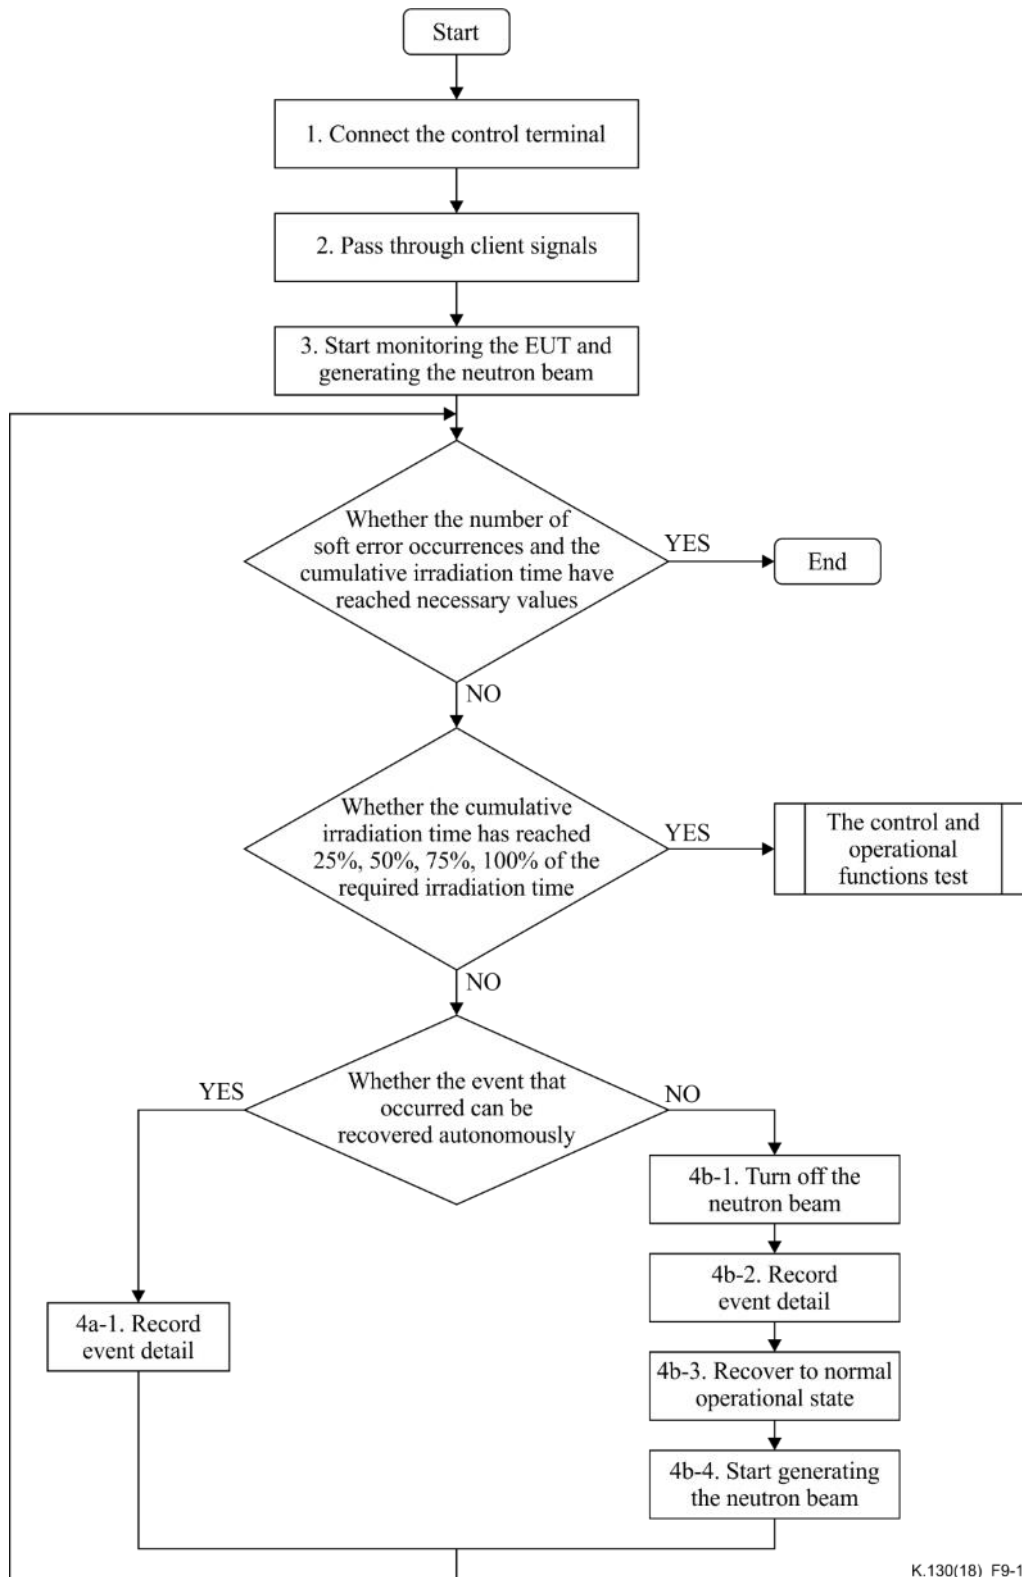 Start
1. Connect the control terminal
2. Pass through client signals
3. Start monitoring the EUT and
generating the neutron beam
Whether the number of
soft error occurrences and the
cumulative irradiation time have
reached necessary values
YES
End
NO
Whether the cumulative
irradiation time has reached
25%, 50%, 75%, 100% of the
required irradiation time
YES
The control and
operational
functions test
NO
Whether the event that
occurred can be
recovered autonomously
YES
NO
4b-1. Turn off the
neutron beam
4b-2. Record
event detail
4a-1. Record
event detail
4b-3. Recover to normal
operational state
4b-4. Start generating
the neutron beam
K.130(18)_F9-1